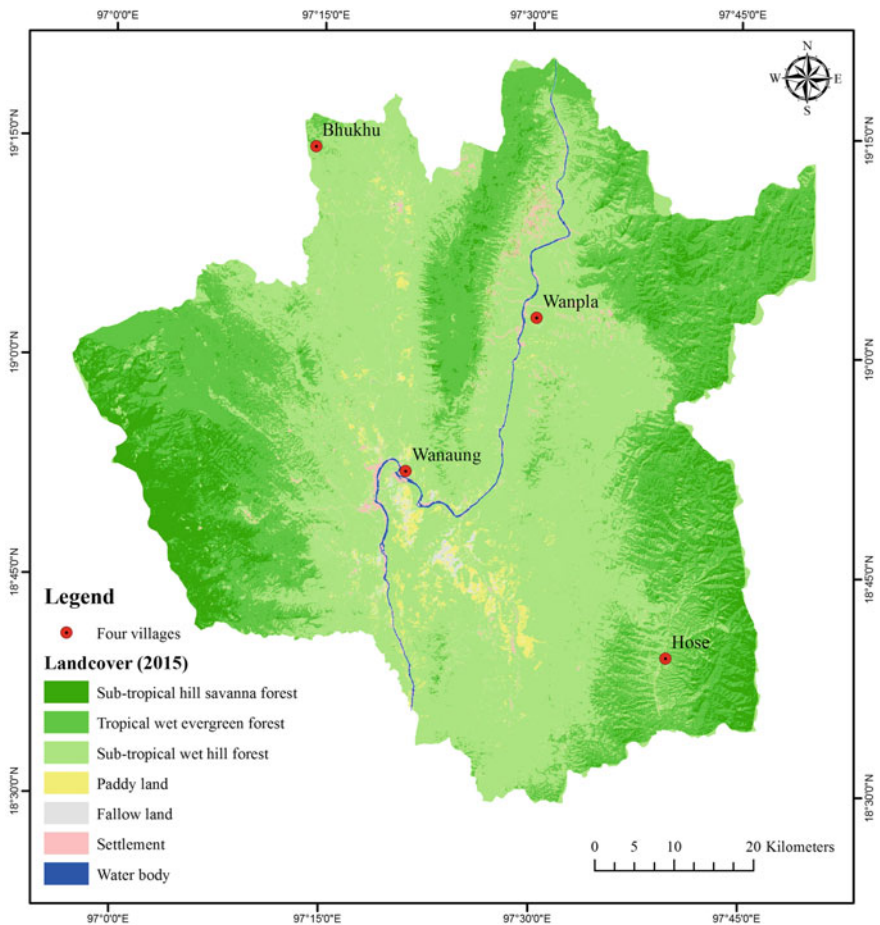 97°0'0"E 97°15'0"E 97°30'0"E 97°45'0"E
N
W E
S
19°15'0"N 19°15'0"N
Bhukhu
Wanpla
19°0'0"N 19°0'0"N
Wanaung
18°45'0"N 18°45'0"N
Hose
Legend
Four villages
Landcover (2015)
Sub-tropical hill savanna forest
Tropical wet evergreen forest
Sub-tropical wet hill forest
Paddy land
Fallow land
Settlement
Water body
18°30'0"N 18°30'0"N
0 5 10 20 Kilometers
97°0'0"E 97°15'0"E 97°30'0"E 97°45'0"E